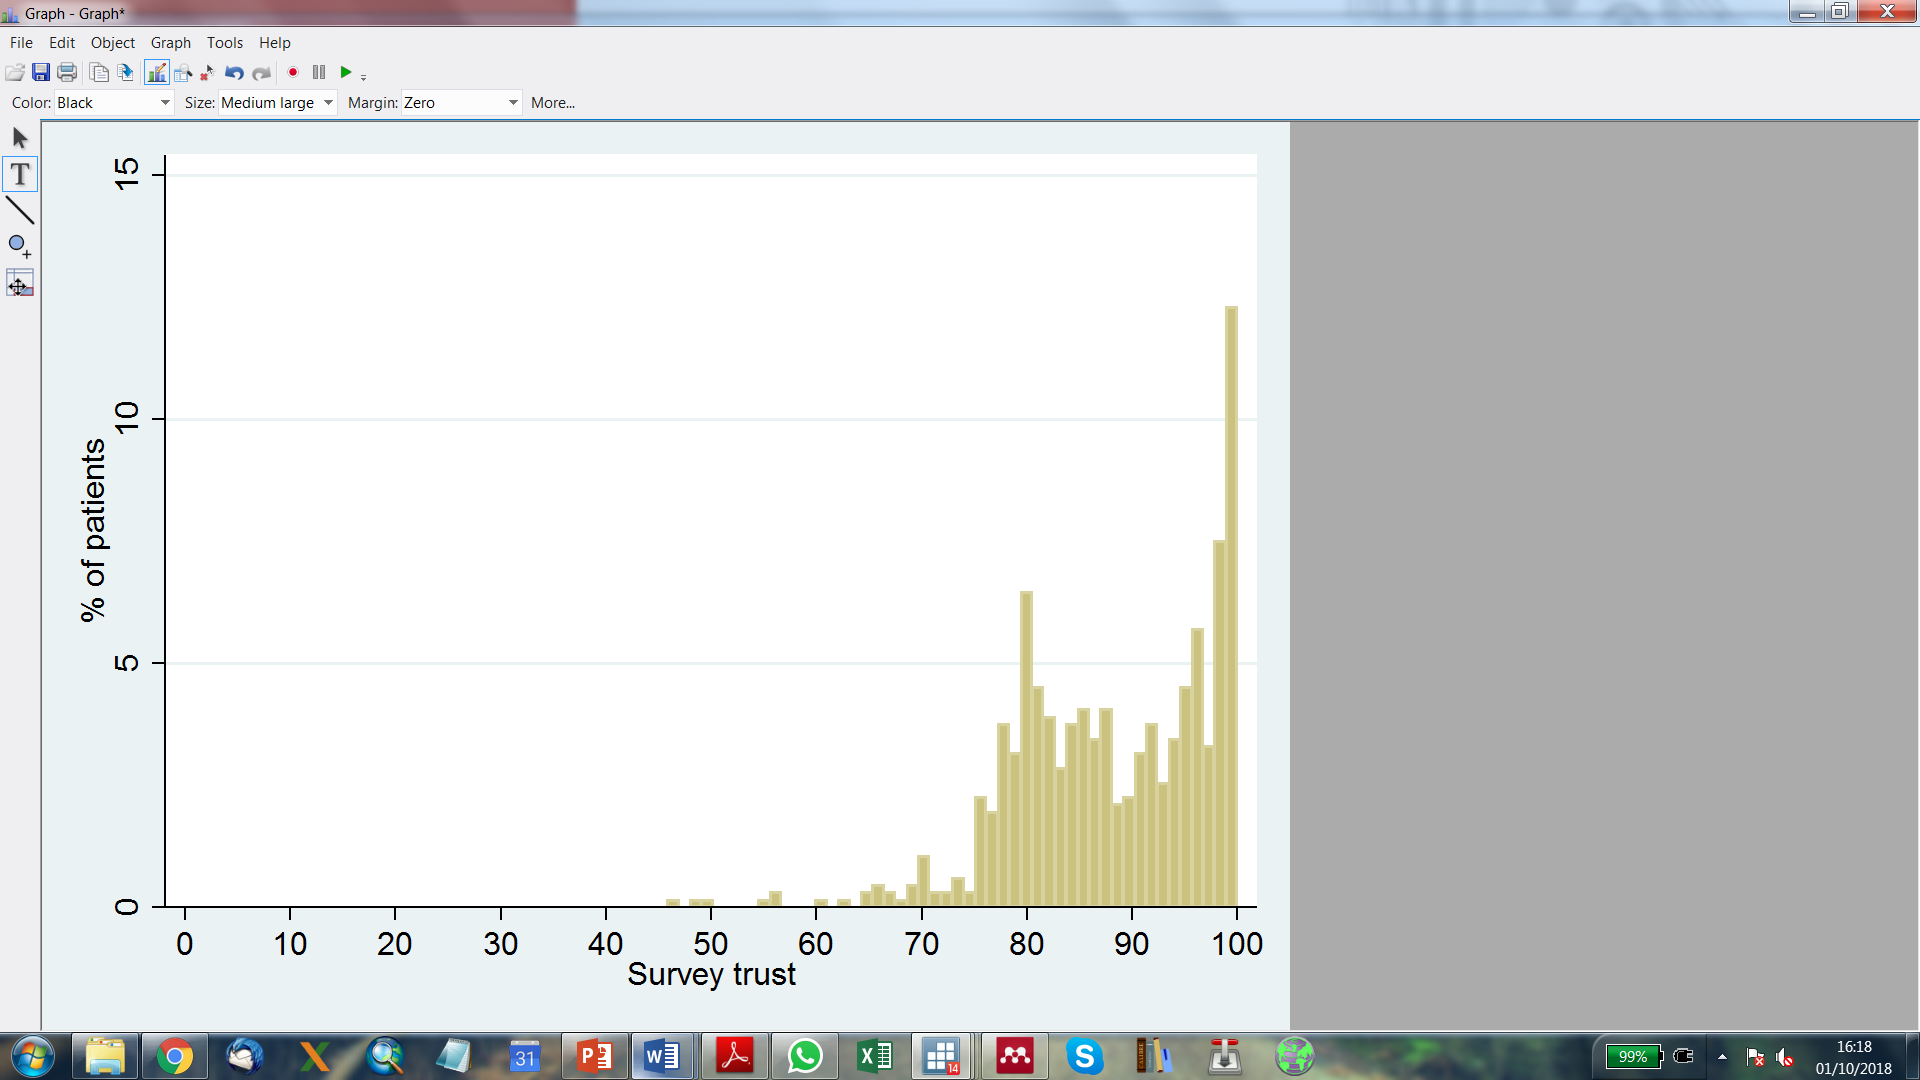 Graph - Graph*
File Edit Object Graph Tools Help
Color: Black Size: Medium large Margin: Zero More...
T
15
10
5
0
% of patients
0 10 20 30 40 50 60 70 80 90 100
Survey trust
31
14
99%
16:18
01/10/2018